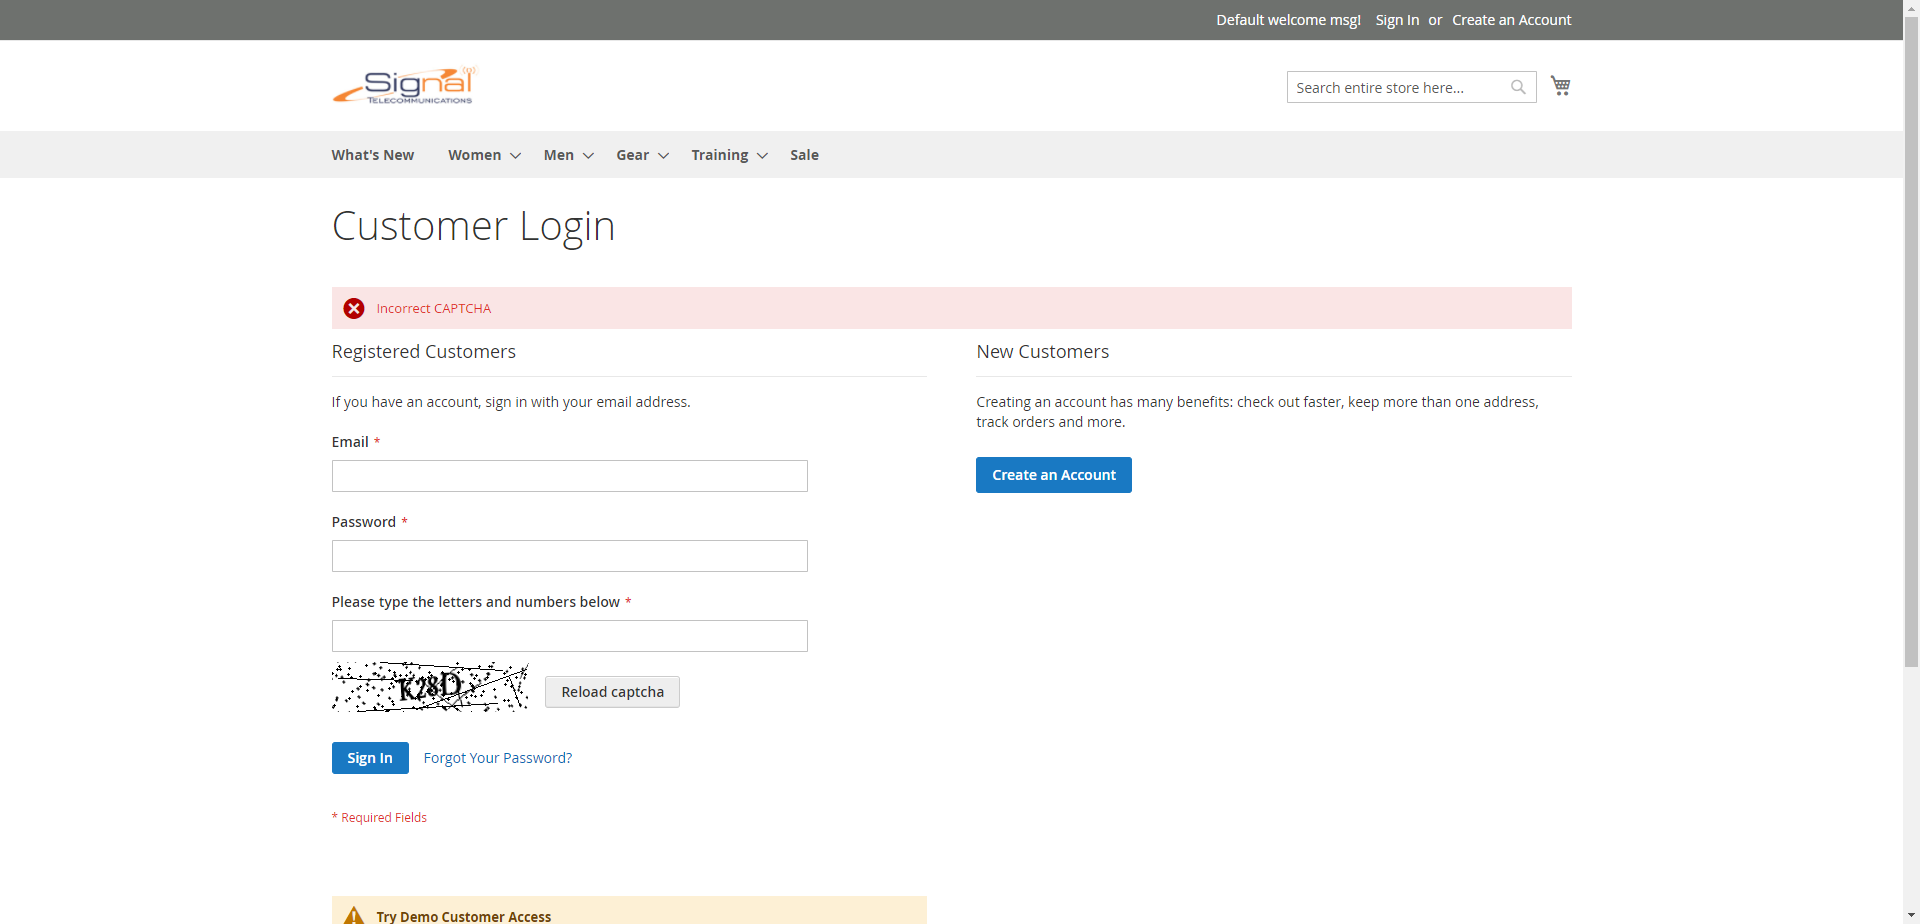 Default welcome msg! Sign In or Create an Account
Signal
TELECOMMUNICATIONS
Search entire store here...
What's New Women Men Gear Training Sale
Customer Login
Incorrect CAPTCHA
Registered Customers
If you have an account, sign in with your email address.
Email *
Password *
Please type the letters and numbers below *
K28D
Reload captcha
Sign In Forgot Your Password?
* Required Fields
New Customers
Creating an account has many benefits: check out faster, keep more than one address,
track orders and more.
Create an Account
Try Demo Customer Access